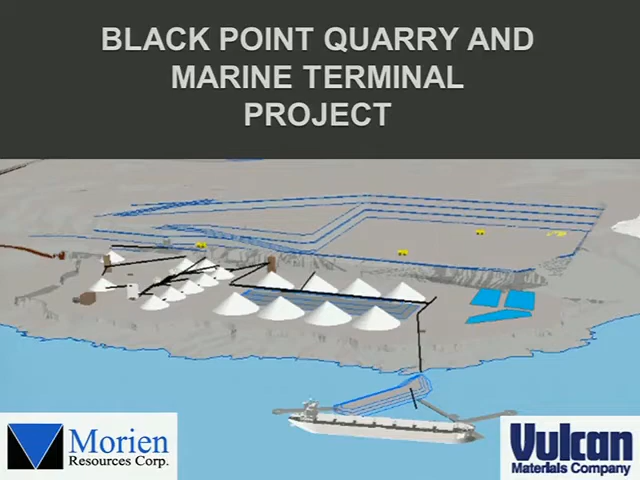 BLACK POINT QUARRY AND
MARINE TERMINAL
PROJECT
Morien
Resources Corp.
Vulcan
Materials Company